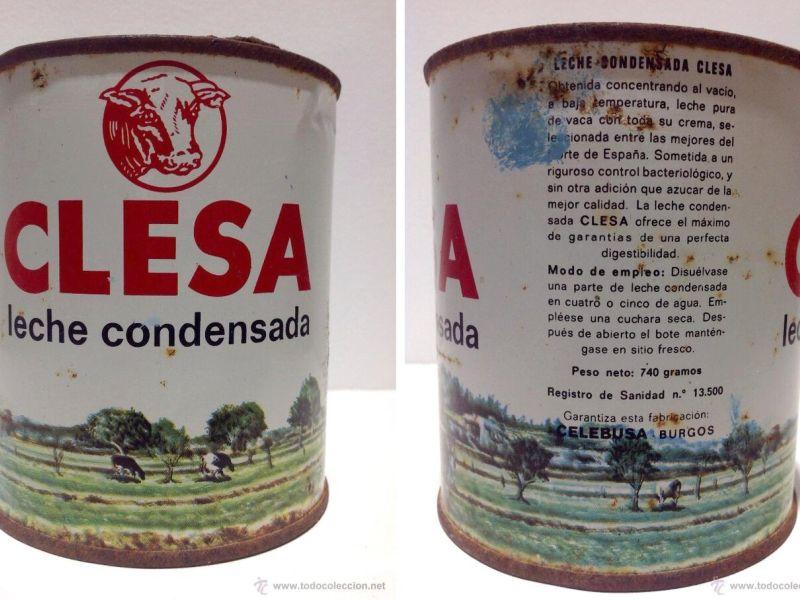 CLESA
leche condensada
LECHE CONDENSADA CLESA
Obtenida concentrando al vacio,
a baja temperatura, leche pura
de vaca con toda su crema, se-
leccionada entre las mejores del
Norte de España. Sometida a un
riguroso control bacteriológico, y
sin otra adición que azucar de la
mejor calidad. La leche conden-
sada CLESA ofrece el máximo
de garantias de una perfecta
digestibilidad.
Modo de empleo: Disuélvase
una parte de leche condensada
en cuatro o cinco de agua. Em-
pléese una cuchara seca. Des-
pués de abierto el bote mantén-
gase en sitio fresco.
Peso neto: 740 gramos
Registro de Sanidad n.º 13.500
Garantiza esta fabricación:
CELEBUSA BURGOS
A
nsada
C
lec
www.todocoleccion.net
www.todocoleccion.net